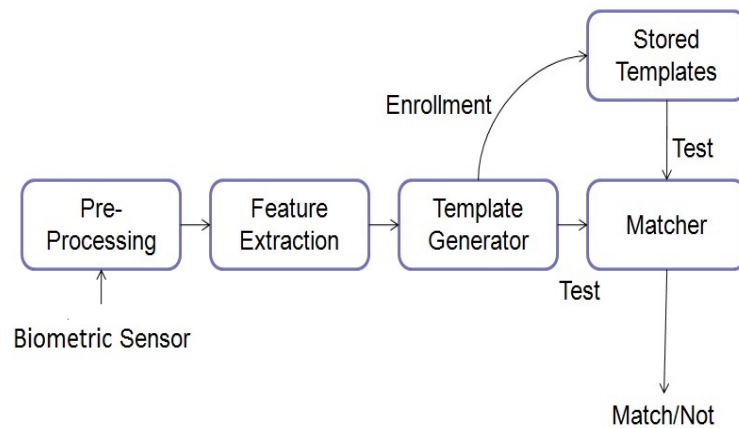 Stored
Templates
Enrollment
Test
Pre-
Processing
Feature
Extraction
Template
Generator
Matcher
Test
Biometric Sensor
Match/Not